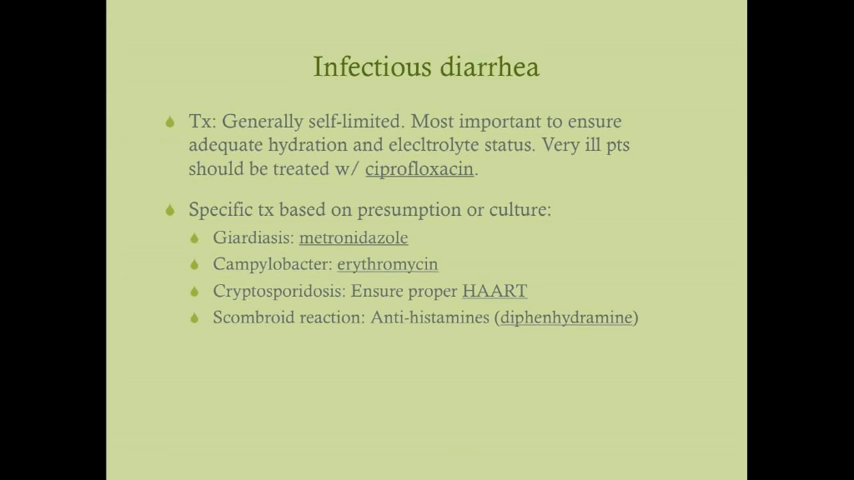 Infectious diarrhea
Tx: Generally self-limited. Most important to ensure
adequate hydration and elecltrolyte status. Very ill pts
should be treated w/ ciprofloxacin.
Specific tx based on presumption or culture:
Giardiasis: metronidazole
Campylobacter: erythromycin
Cryptosporidosis: Ensure proper HAART
Scombroid reaction: Anti-histamines (diphenhydramine)